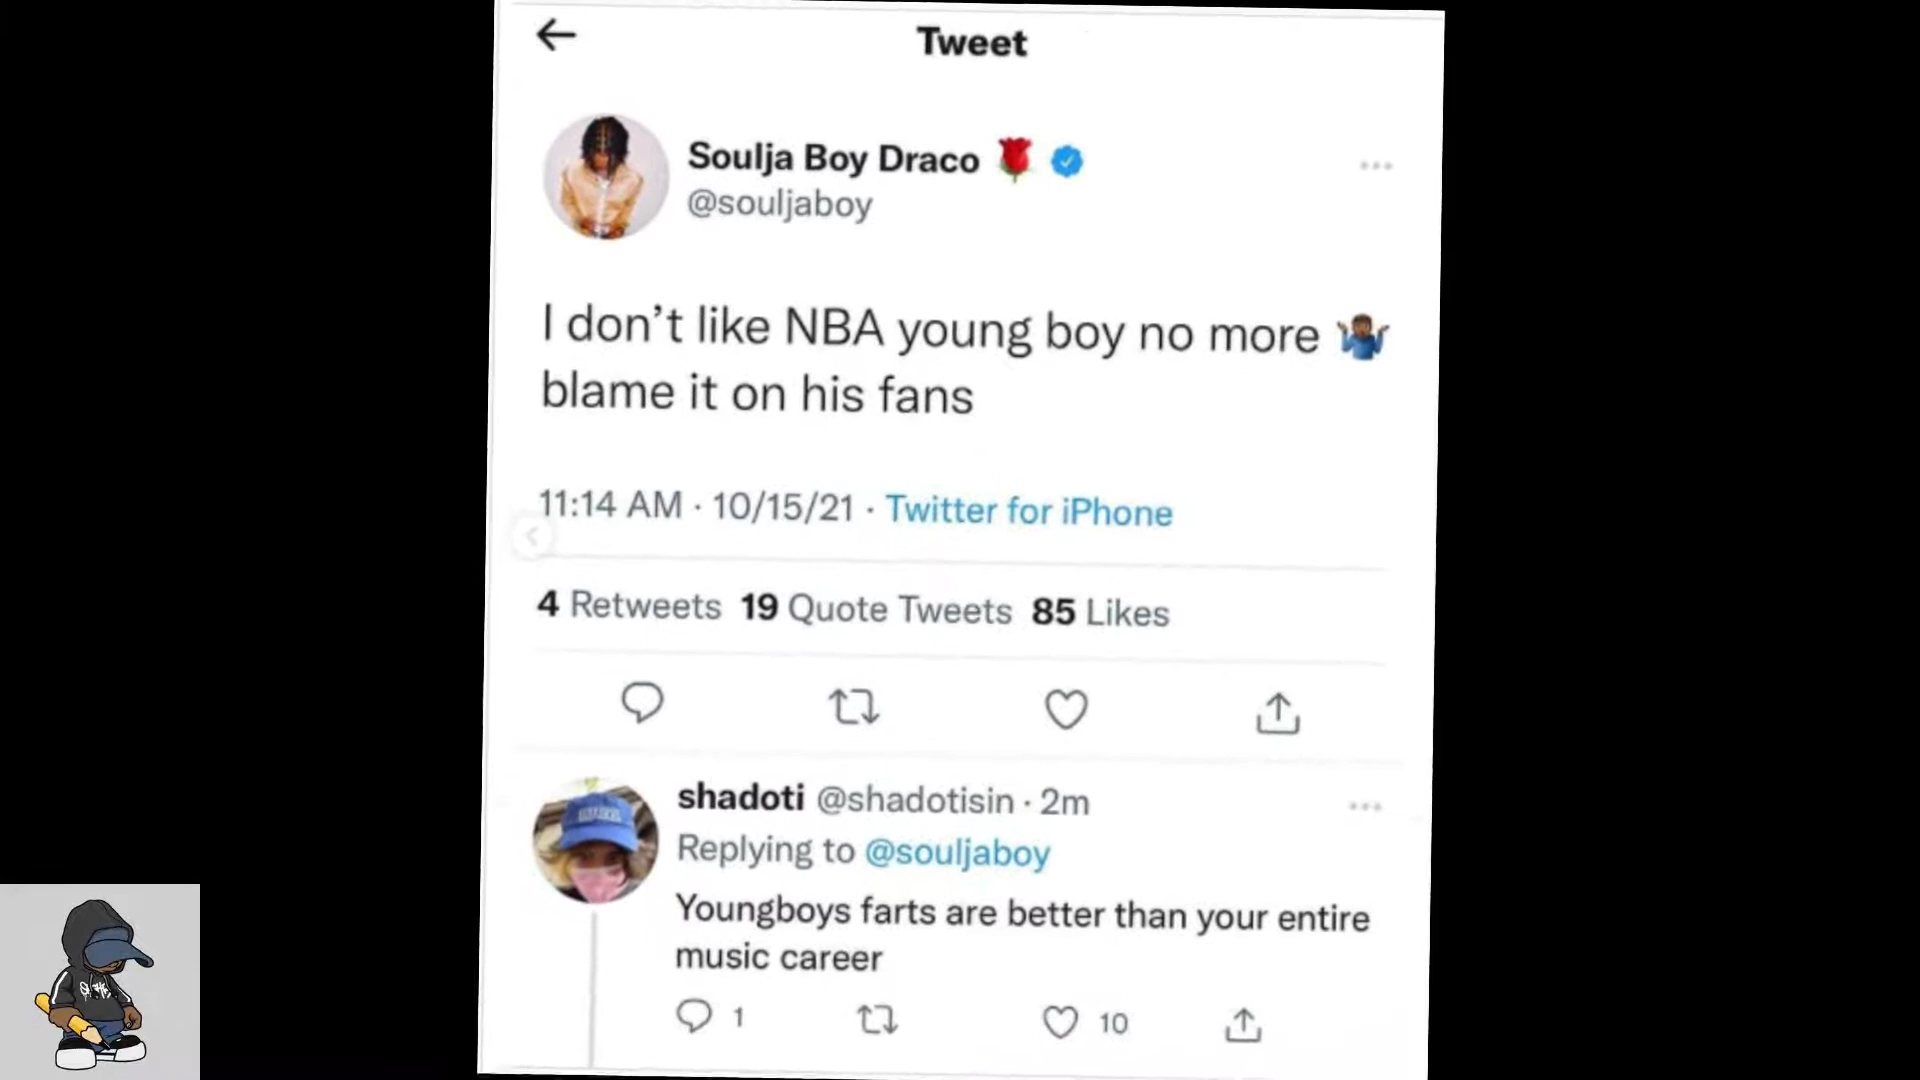 Tweet
Soulja Boy Draco 🌹
@souljaboy
I don’t like NBA young boy no more 🤷🏾‍♂️
blame it on his fans
11:14 AM · 10/15/21 · Twitter for iPhone
4 Retweets 19 Quote Tweets 85 Likes
shadoti @shadotisin · 2m
Replying to @souljaboy
Youngboys farts are better than your entire
music career
1 10